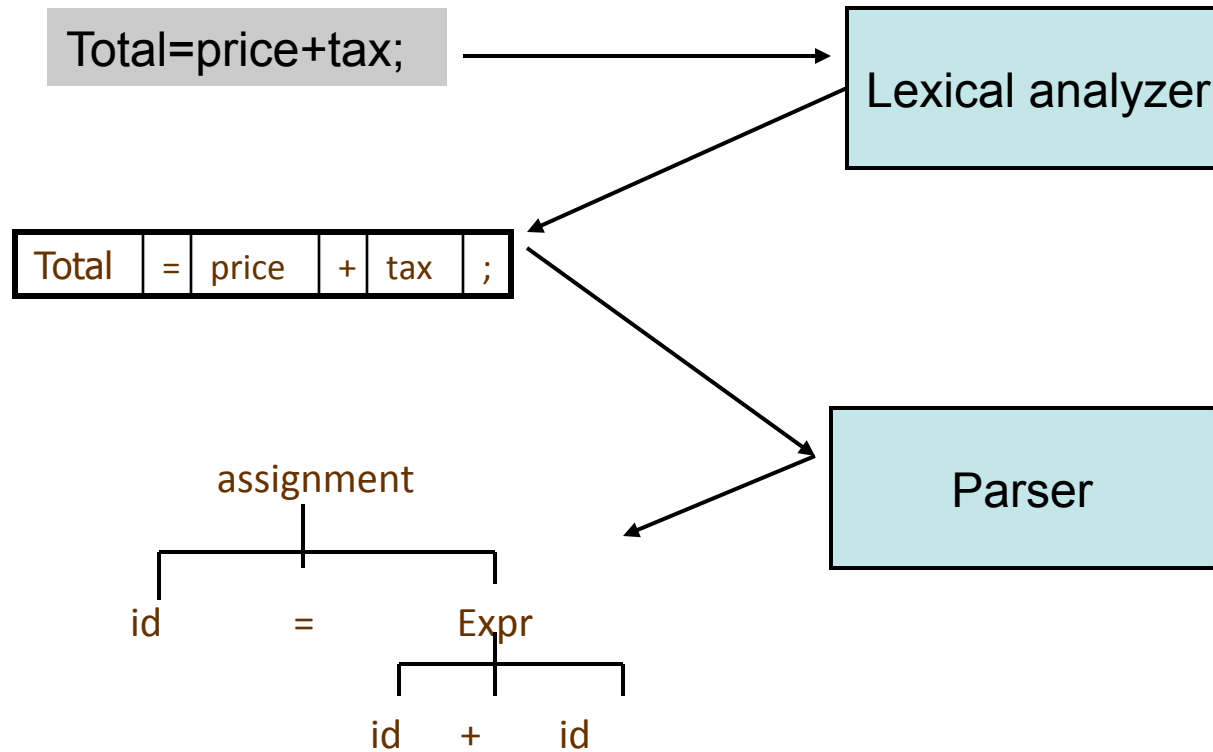 Total=price+tax;
Lexical analyzer
Total = price + tax ;
Parser
assignment
id = Expr
id + id